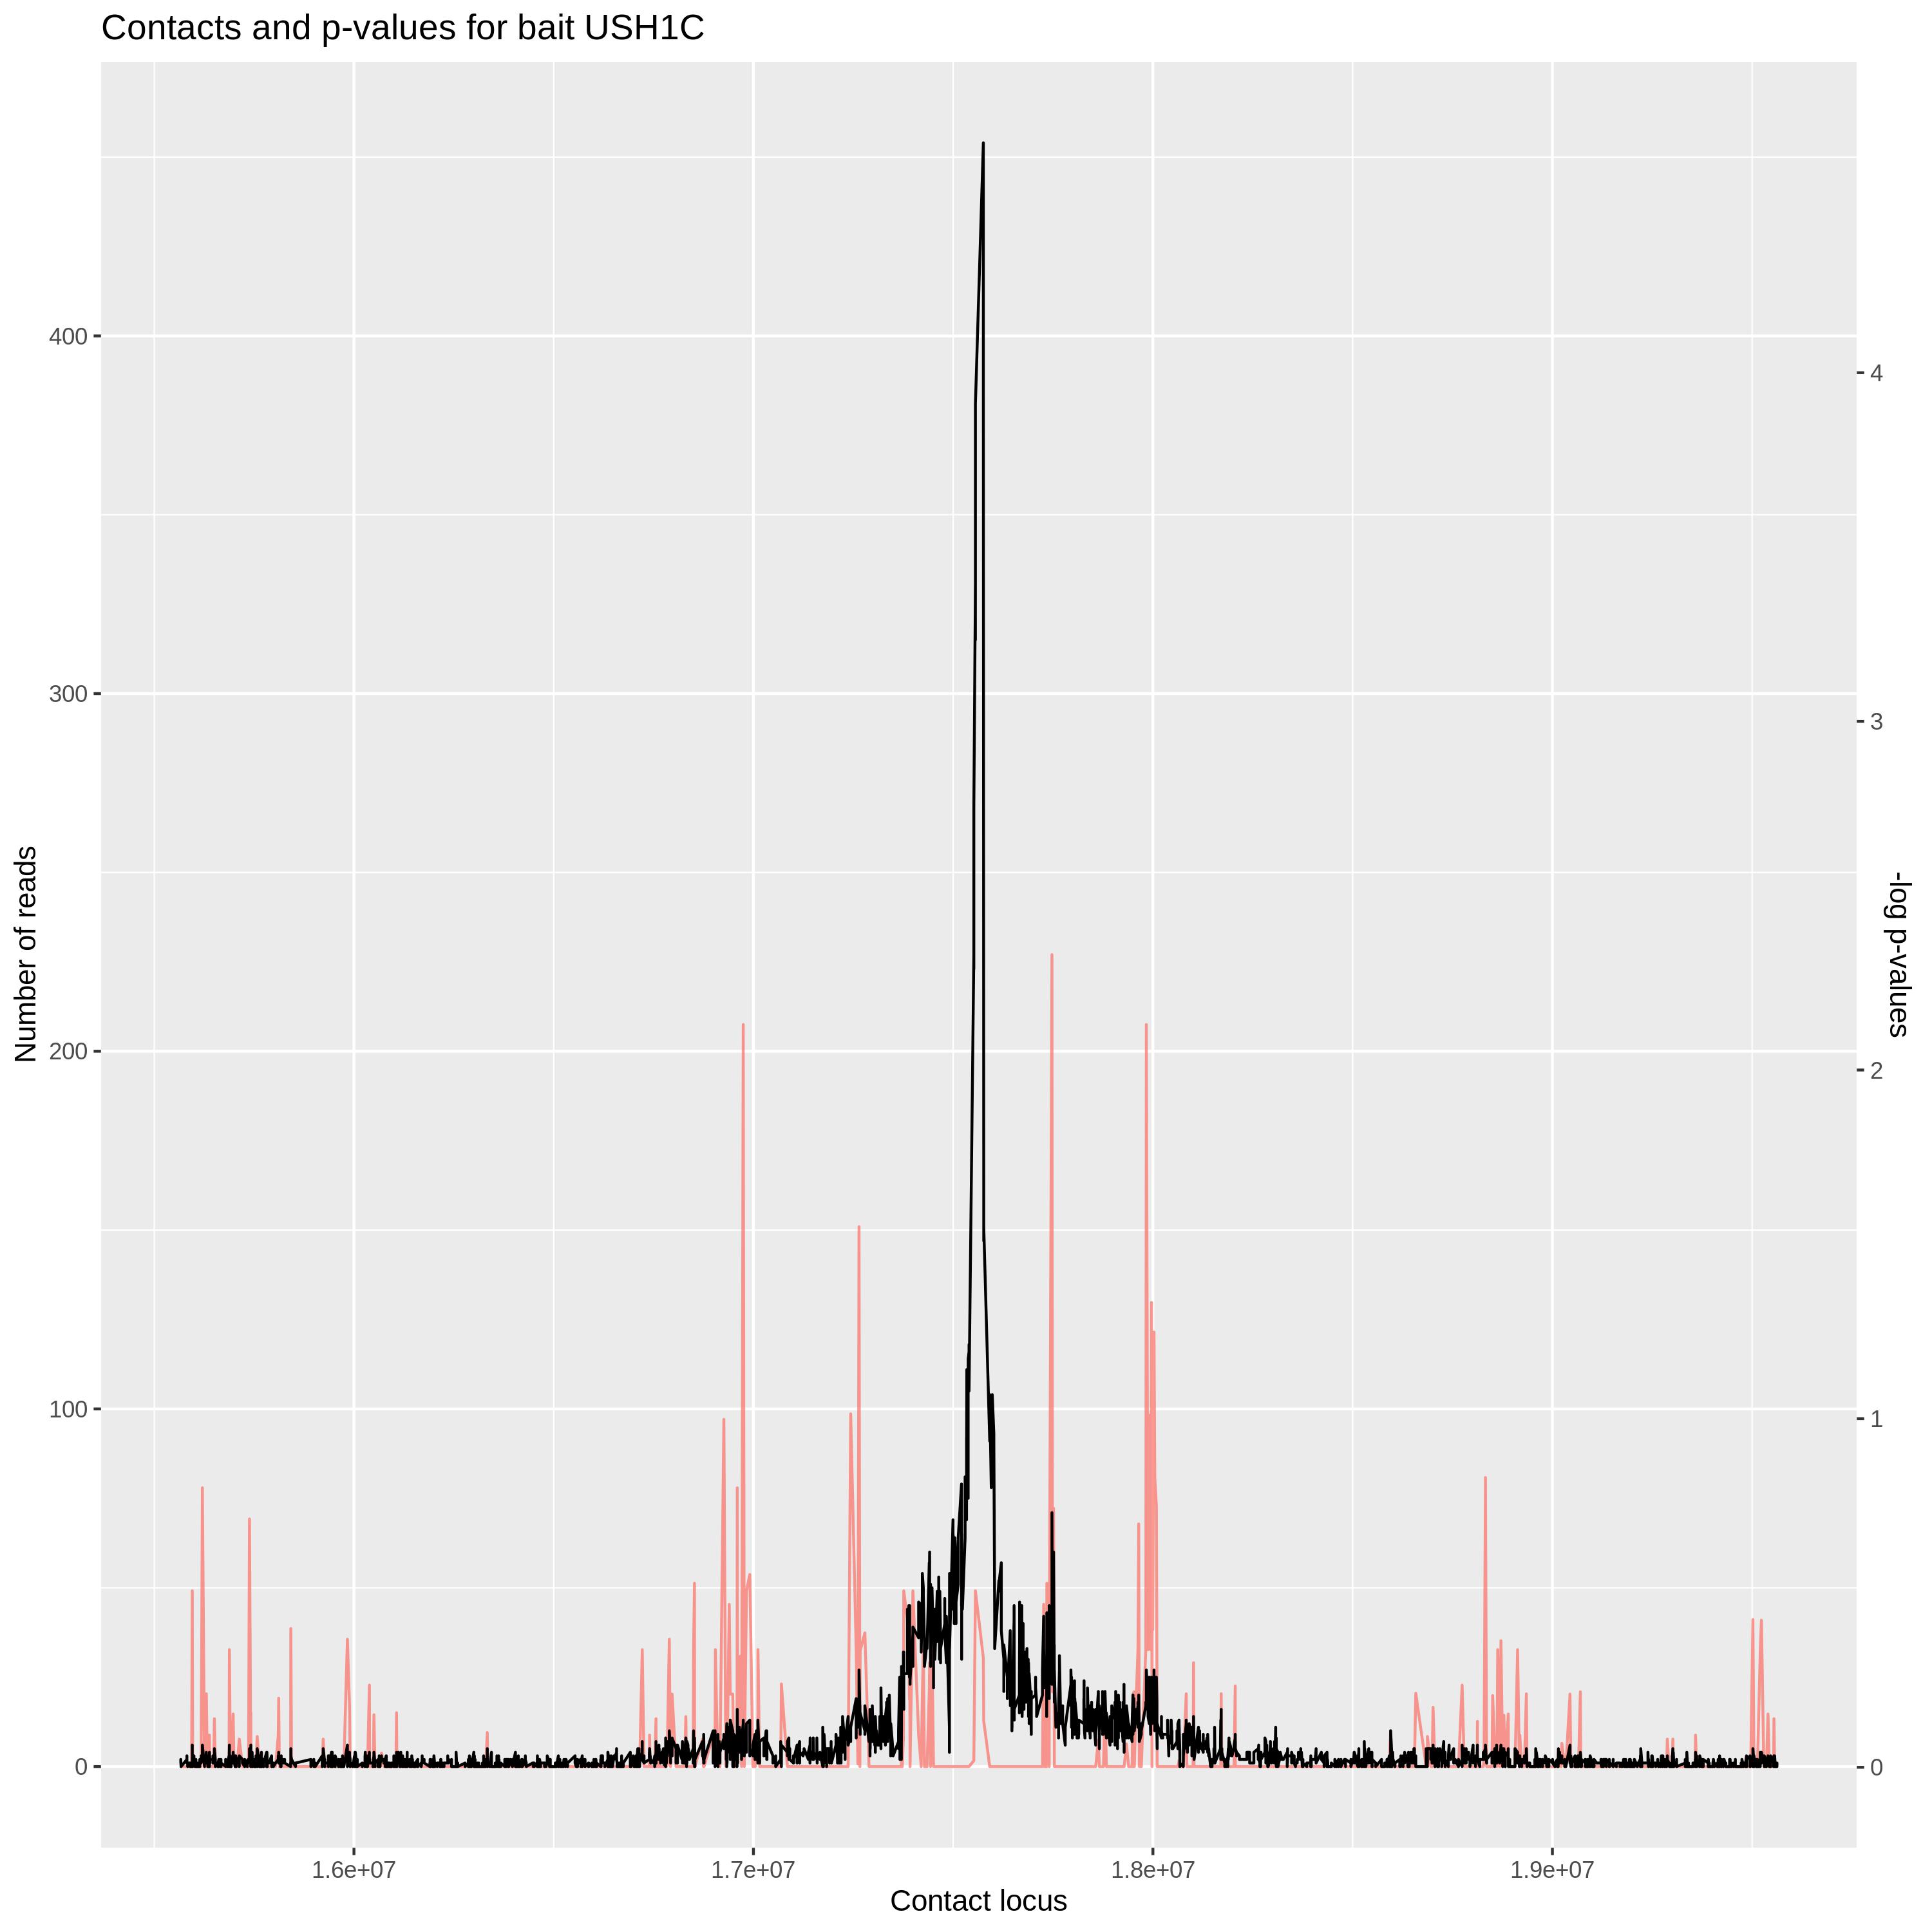 Contacts and p-values for bait USH1C
Number of reads
400
300
200
100
0
4
3
2
1
0
-log p-values
1.6e+07
1.7e+07
1.8e+07
1.9e+07
Contact locus